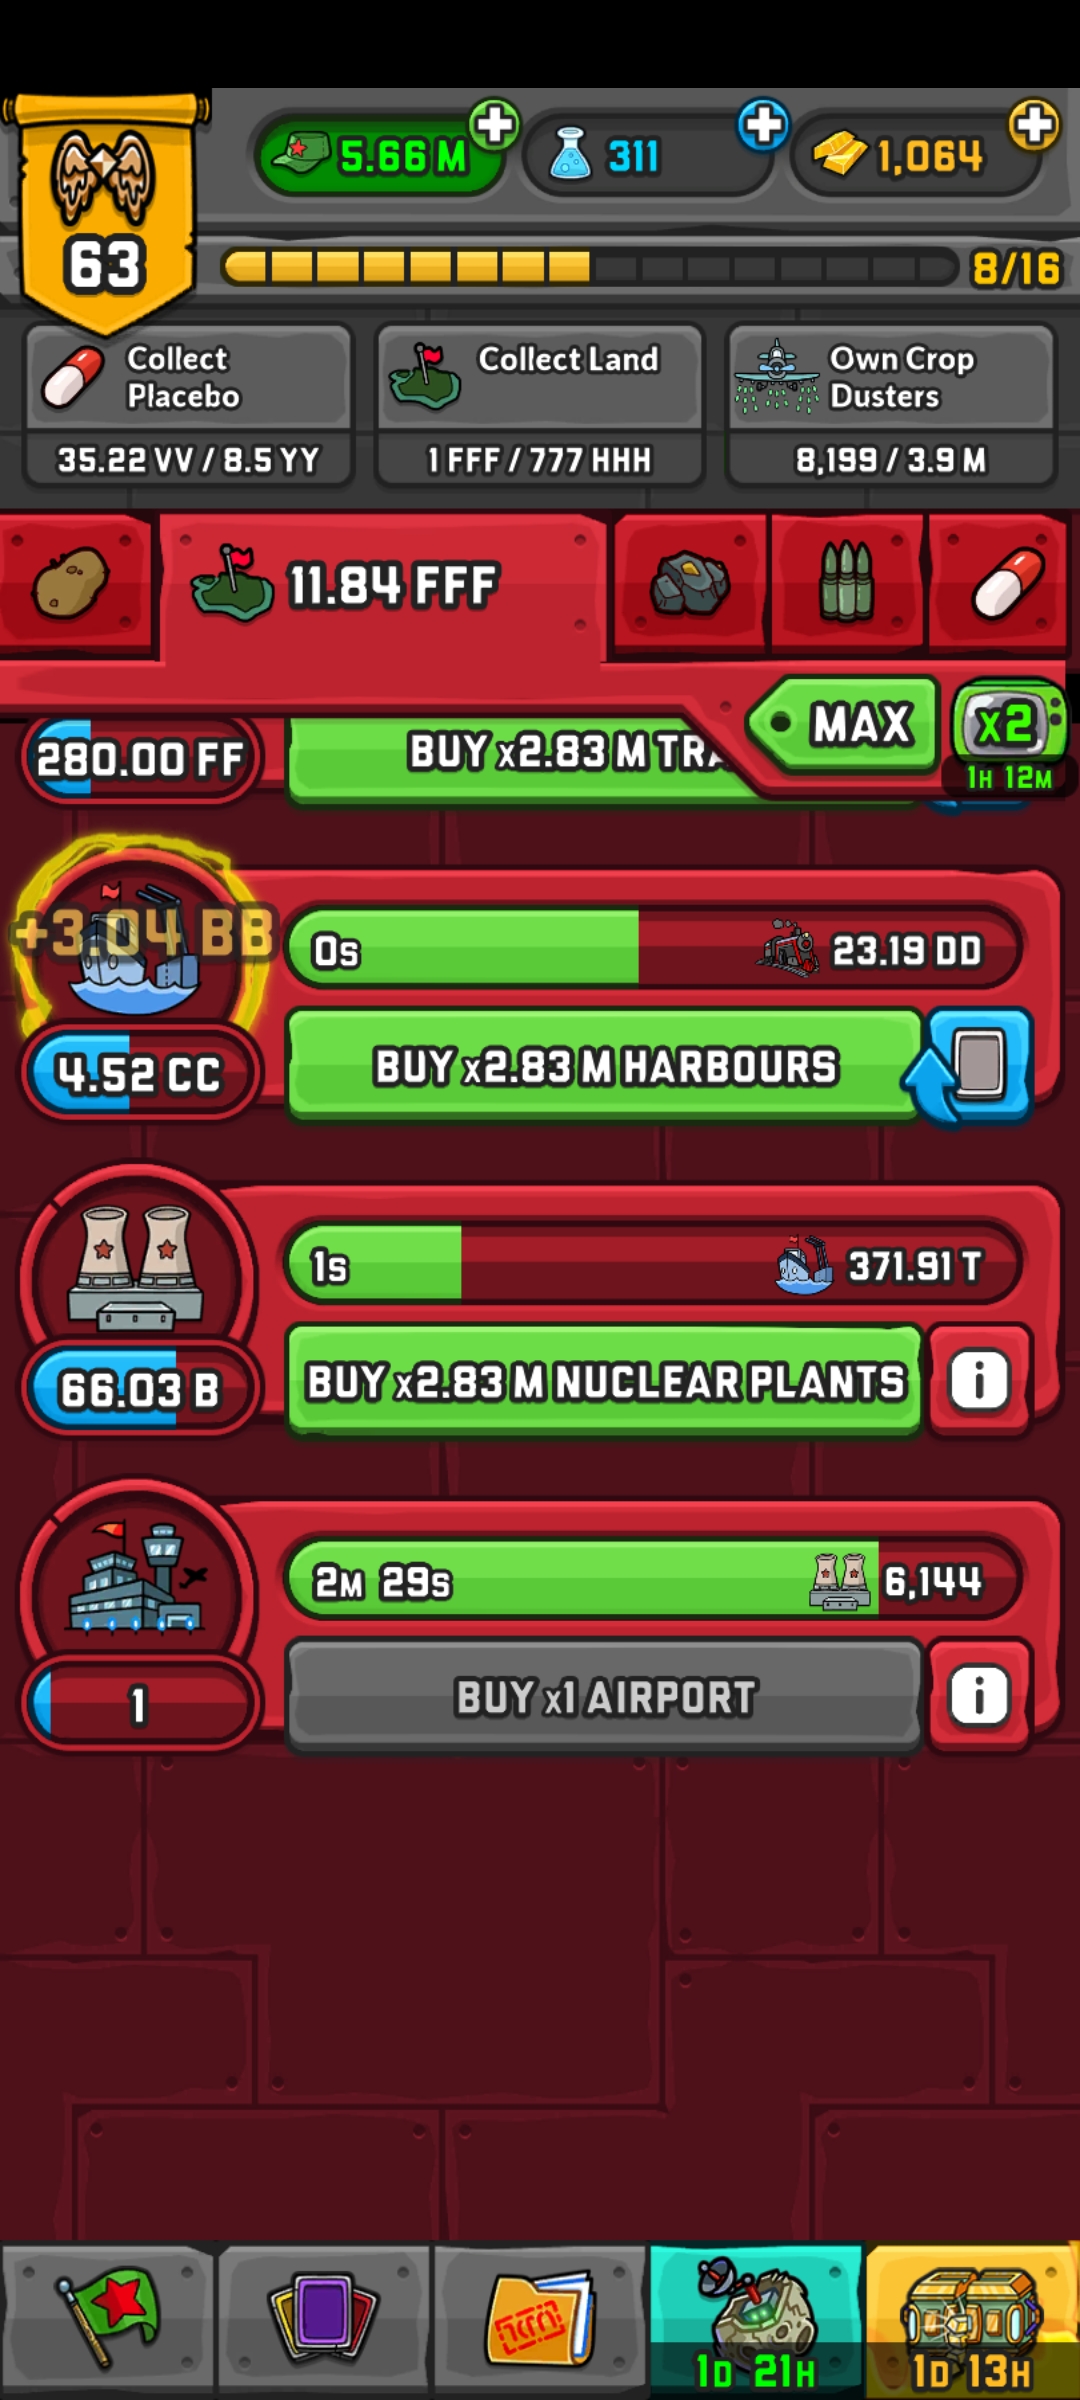 5.66 M
311
1,064
63
8/16
Collect Placebo
35.22 VV / 8.5 YY
Collect Land
1 FFF / 777 HHH
Own Crop Dusters
8,199 / 3.9 M
11.84 FFF
MAX
x2
1H 12M
280.00 FF
BUY x2.83 M
+3.04 BB
0s
23.19 DD
4.52 CC
BUY x2.83 M HARBOURS
1s
371.91 T
66.03 B
BUY x2.83 M NUCLEAR PLANTS
i
2M 29s
6,144
1
BUY x1 AIRPORT
i
1D 21H
1D 13H